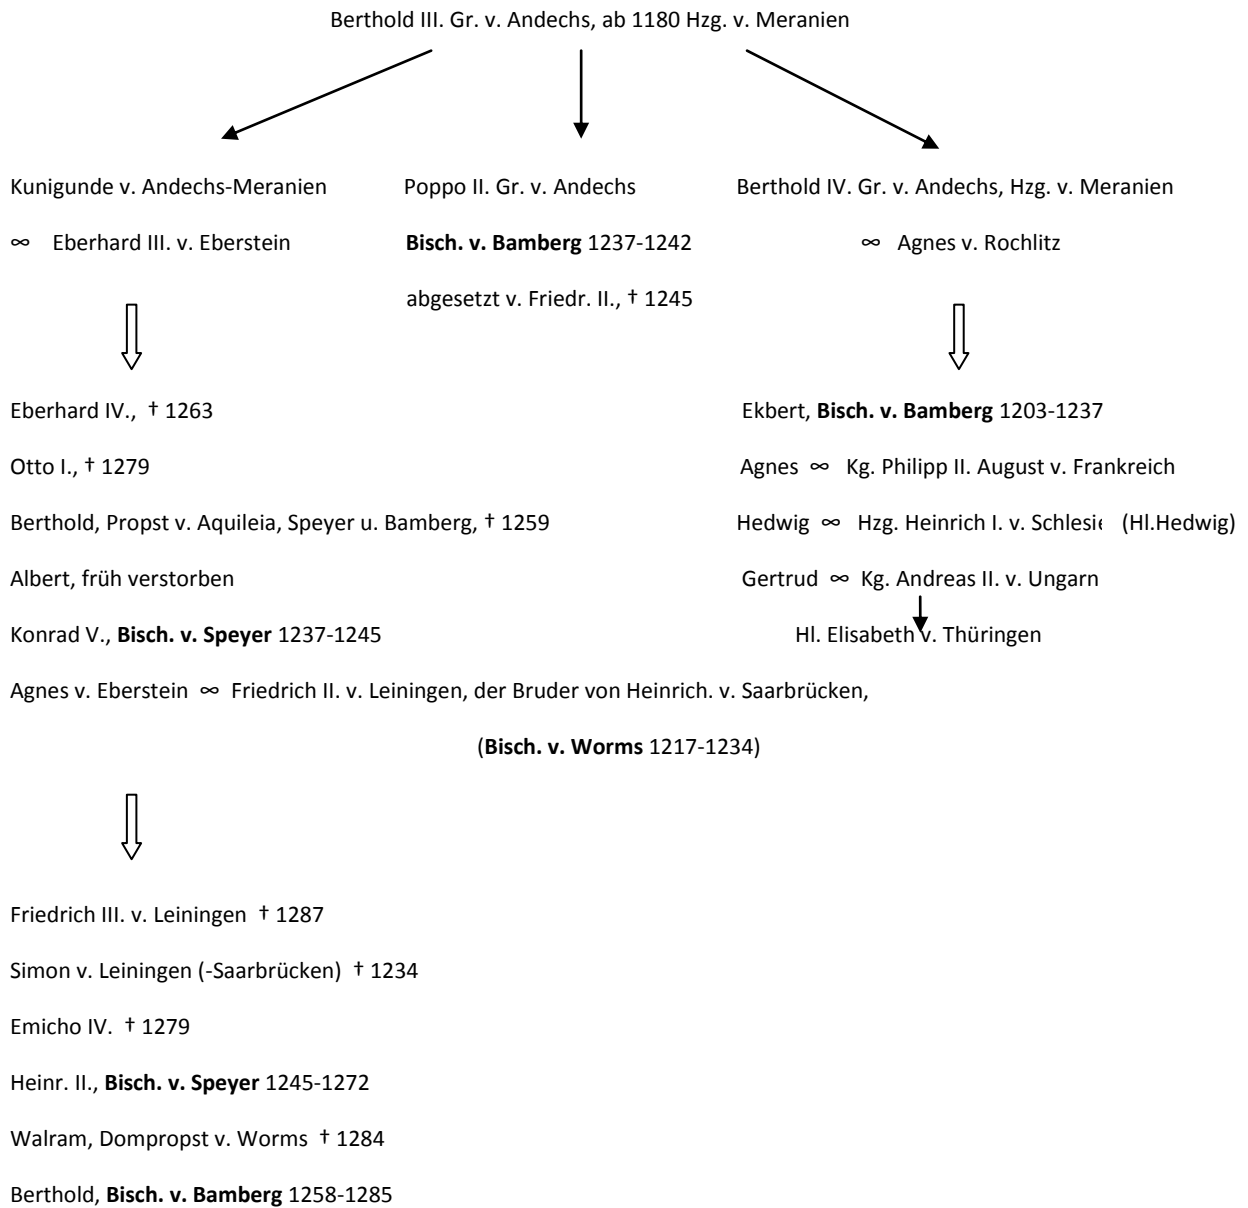 Berthold III. Gr. v. Andechs, ab 1180 Hzg. v. Meranien
Kunigunde v. Andechs-Meranien
∞ Eberhard III. v. Eberstein
Poppo II. Gr. v. Andechs
Bisch. v. Bamberg 1237-1242
abgesetzt v. Friedr. II., † 1245
Berthold IV. Gr. v. Andechs, Hzg. v. Meranien
∞ Agnes v. Rochlitz
Eberhard IV., † 1263
Otto I., † 1279
Berthold, Propst v. Aquileia, Speyer u. Bamberg, † 1259
Albert, früh verstorben
Konrad V., Bisch. v. Speyer 1237-1245
Ekbert, Bisch. v. Bamberg 1203-1237
Agnes ∞ Kg. Philipp II. August v. Frankreich
Hedwig ∞ Hzg. Heinrich I. v. (Hl.Hedwig)
Gertrud ∞ Kg. Andreas II. v. Ungarn
Hl. Elisabeth v. Thüringen
Agnes v. Eberstein ∞ Friedrich II. v. Leiningen, der Bruder von Heinrich. v. Saarbrücken,
(Bisch. v. Worms 1217-1234)
Friedrich III. v. Leiningen † 1287
Simon v. Leiningen (-Saarbrücken) † 1234
Emicho IV. † 1279
Heinr. II., Bisch. v. Speyer 1245-1272
Walram, Dompropst v. Worms † 1284
Berthold, Bisch. v. Bamberg 1258-1285